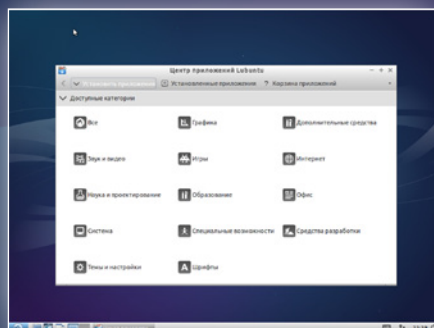 Центр приложений Lubuntu
Установить приложения Установленные приложения ? Корзина приложений
Доступные категории
Все Графика Дополнительные средства
Звук и видео Игры Интернет
Наука и проектирование Образование Офис
Система Специальные возможности Средства разработки
Темы и настройки Шрифты